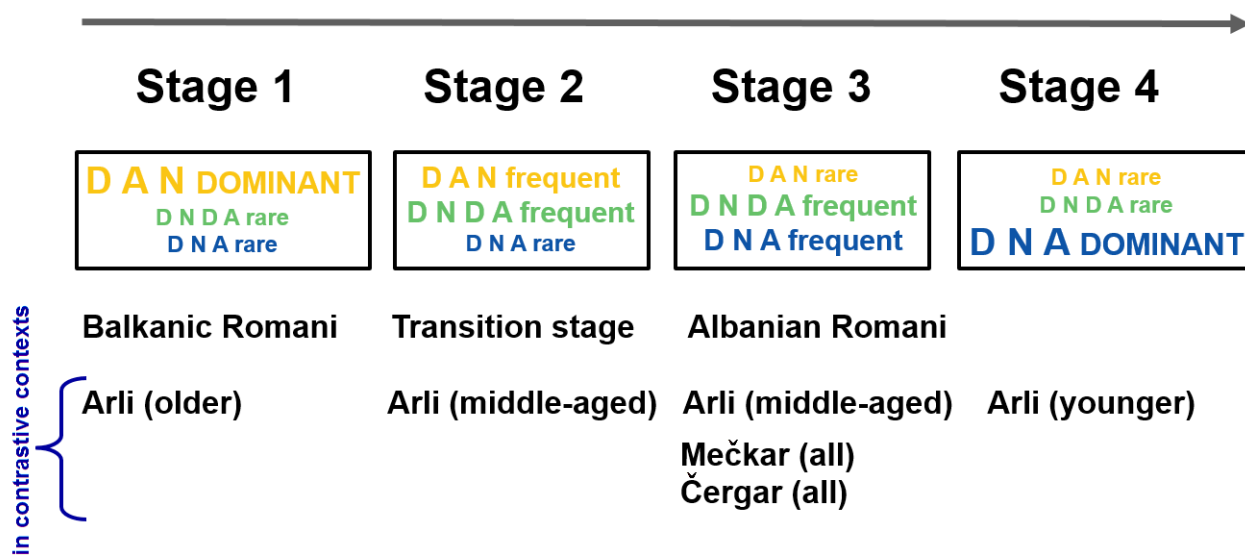 Stage 1 Stage 2 Stage 3 Stage 4
D A N DOMINANT
D N D A rare
D N A rare
D A N frequent
D N D A frequent
D N A rare
D A N rare
D N D A frequent
D N A frequent
D A N rare
D N D A rare
D N A DOMINANT
Balkanic Romani Transition stage Albanian Romani
in contrastive contexts
Arli (older) Arli (middle-aged) Arli (middle-aged) Arli (younger)
Mečkar (all)
Čergar (all)